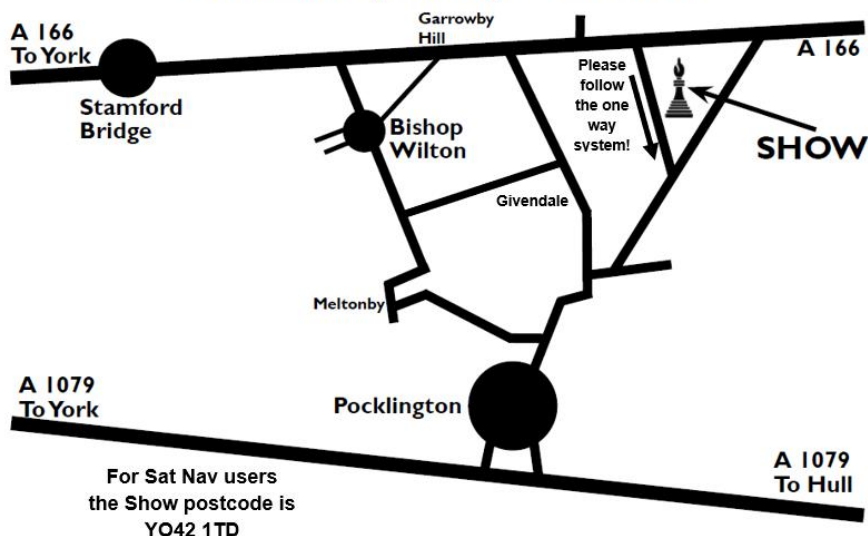 A 166
To York
Garrowby
Hill
A 166
Stamford
Bridge
Please
follow
the one
way
system!
Bishop
Wilton
SHOW
Givendale
Meltonby
A 1079
To York
Pocklington
A 1079
To Hull
For Sat Nav users
the Show postcode is
YO42 1TD